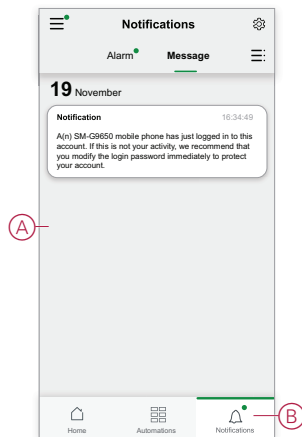 Notifications
Alarm Message
19 November
Notification 16:34:49
A(n) SM-G9650 mobile phone has just logged in to this
account. If this is not your activity, we recommend that
you modify the login password immediately to protect
your account.
A
B
Home Automations Notifications